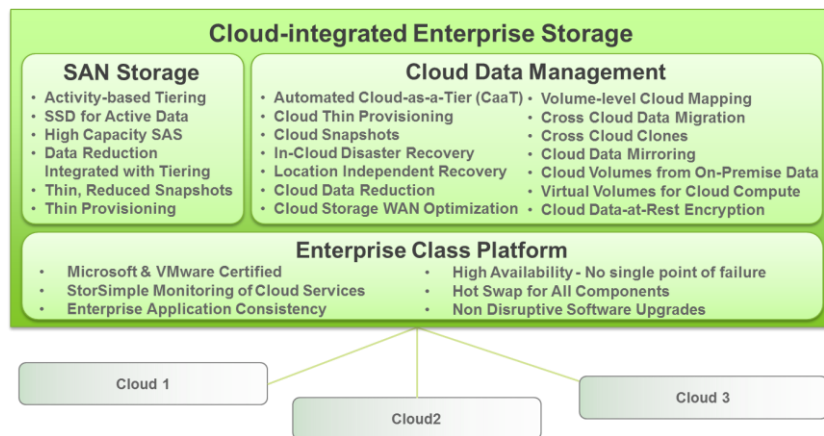 Cloud-integrated Enterprise Storage
SAN Storage
• Activity-based Tiering
• SSD for Active Data
• High Capacity SAS
• Data Reduction
Integrated with Tiering
• Thin, Reduced Snapshots
• Thin Provisioning
Cloud Data Management
• Automated Cloud-as-a-Tier (CaaT)
• Cloud Thin Provisioning
• Cloud Snapshots
• In-Cloud Disaster Recovery
• Location Independent Recovery
• Cloud Data Reduction
• Cloud Storage WAN Optimization
• Volume-level Cloud Mapping
• Cross Cloud Data Migration
• Cross Cloud Clones
• Cloud Data Mirroring
• Cloud Volumes from On-Premise Data
• Virtual Volumes for Cloud Compute
• Cloud Data-at-Rest Encryption
Enterprise Class Platform
• Microsoft & VMware Certified
• StorSimple Monitoring of Cloud Services
• Enterprise Application Consistency
• High Availability - No single point of failure
• Hot Swap for All Components
• Non Disruptive Software Upgrades
Cloud 1
Cloud2
Cloud 3